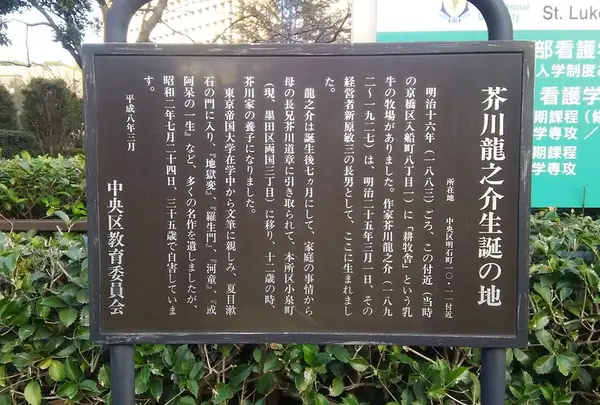 芥川龍之介生誕の地
所在地 中央区明石町一〇・一一付近
明治十六年(一八八三)ごろ、この付近(当時
の京橋区入船町八丁目一)に「耕牧舎」という乳
牛の牧場がありました。作家芥川龍之介(一八九
二〜一九二七)は、明治二十五年三月一日、その
経営者新原敏三の長男として、ここに生まれまし
た。
龍之介は誕生後七ヵ月にして、家庭の事情から
母の長兄芥川道章に引き取られて、本所区小泉町
(現、墨田区両国三丁目)に移り、十二歳の時、
芥川家の養子になりました。
東京帝国大学在学中から文筆に親しみ、夏目漱
石の門に入り、『地獄変』、『羅生門』、『河童』、『或
阿呆の一生』など、多くの名作を遺しましたが、
昭和二年七月二十四日、三十五歳で自害していま
す。
平成八年三月
中央区教育委員会
St. Luke
部看護学
入学制度
看護学
期課程(修
学専攻/
期課程
学専攻